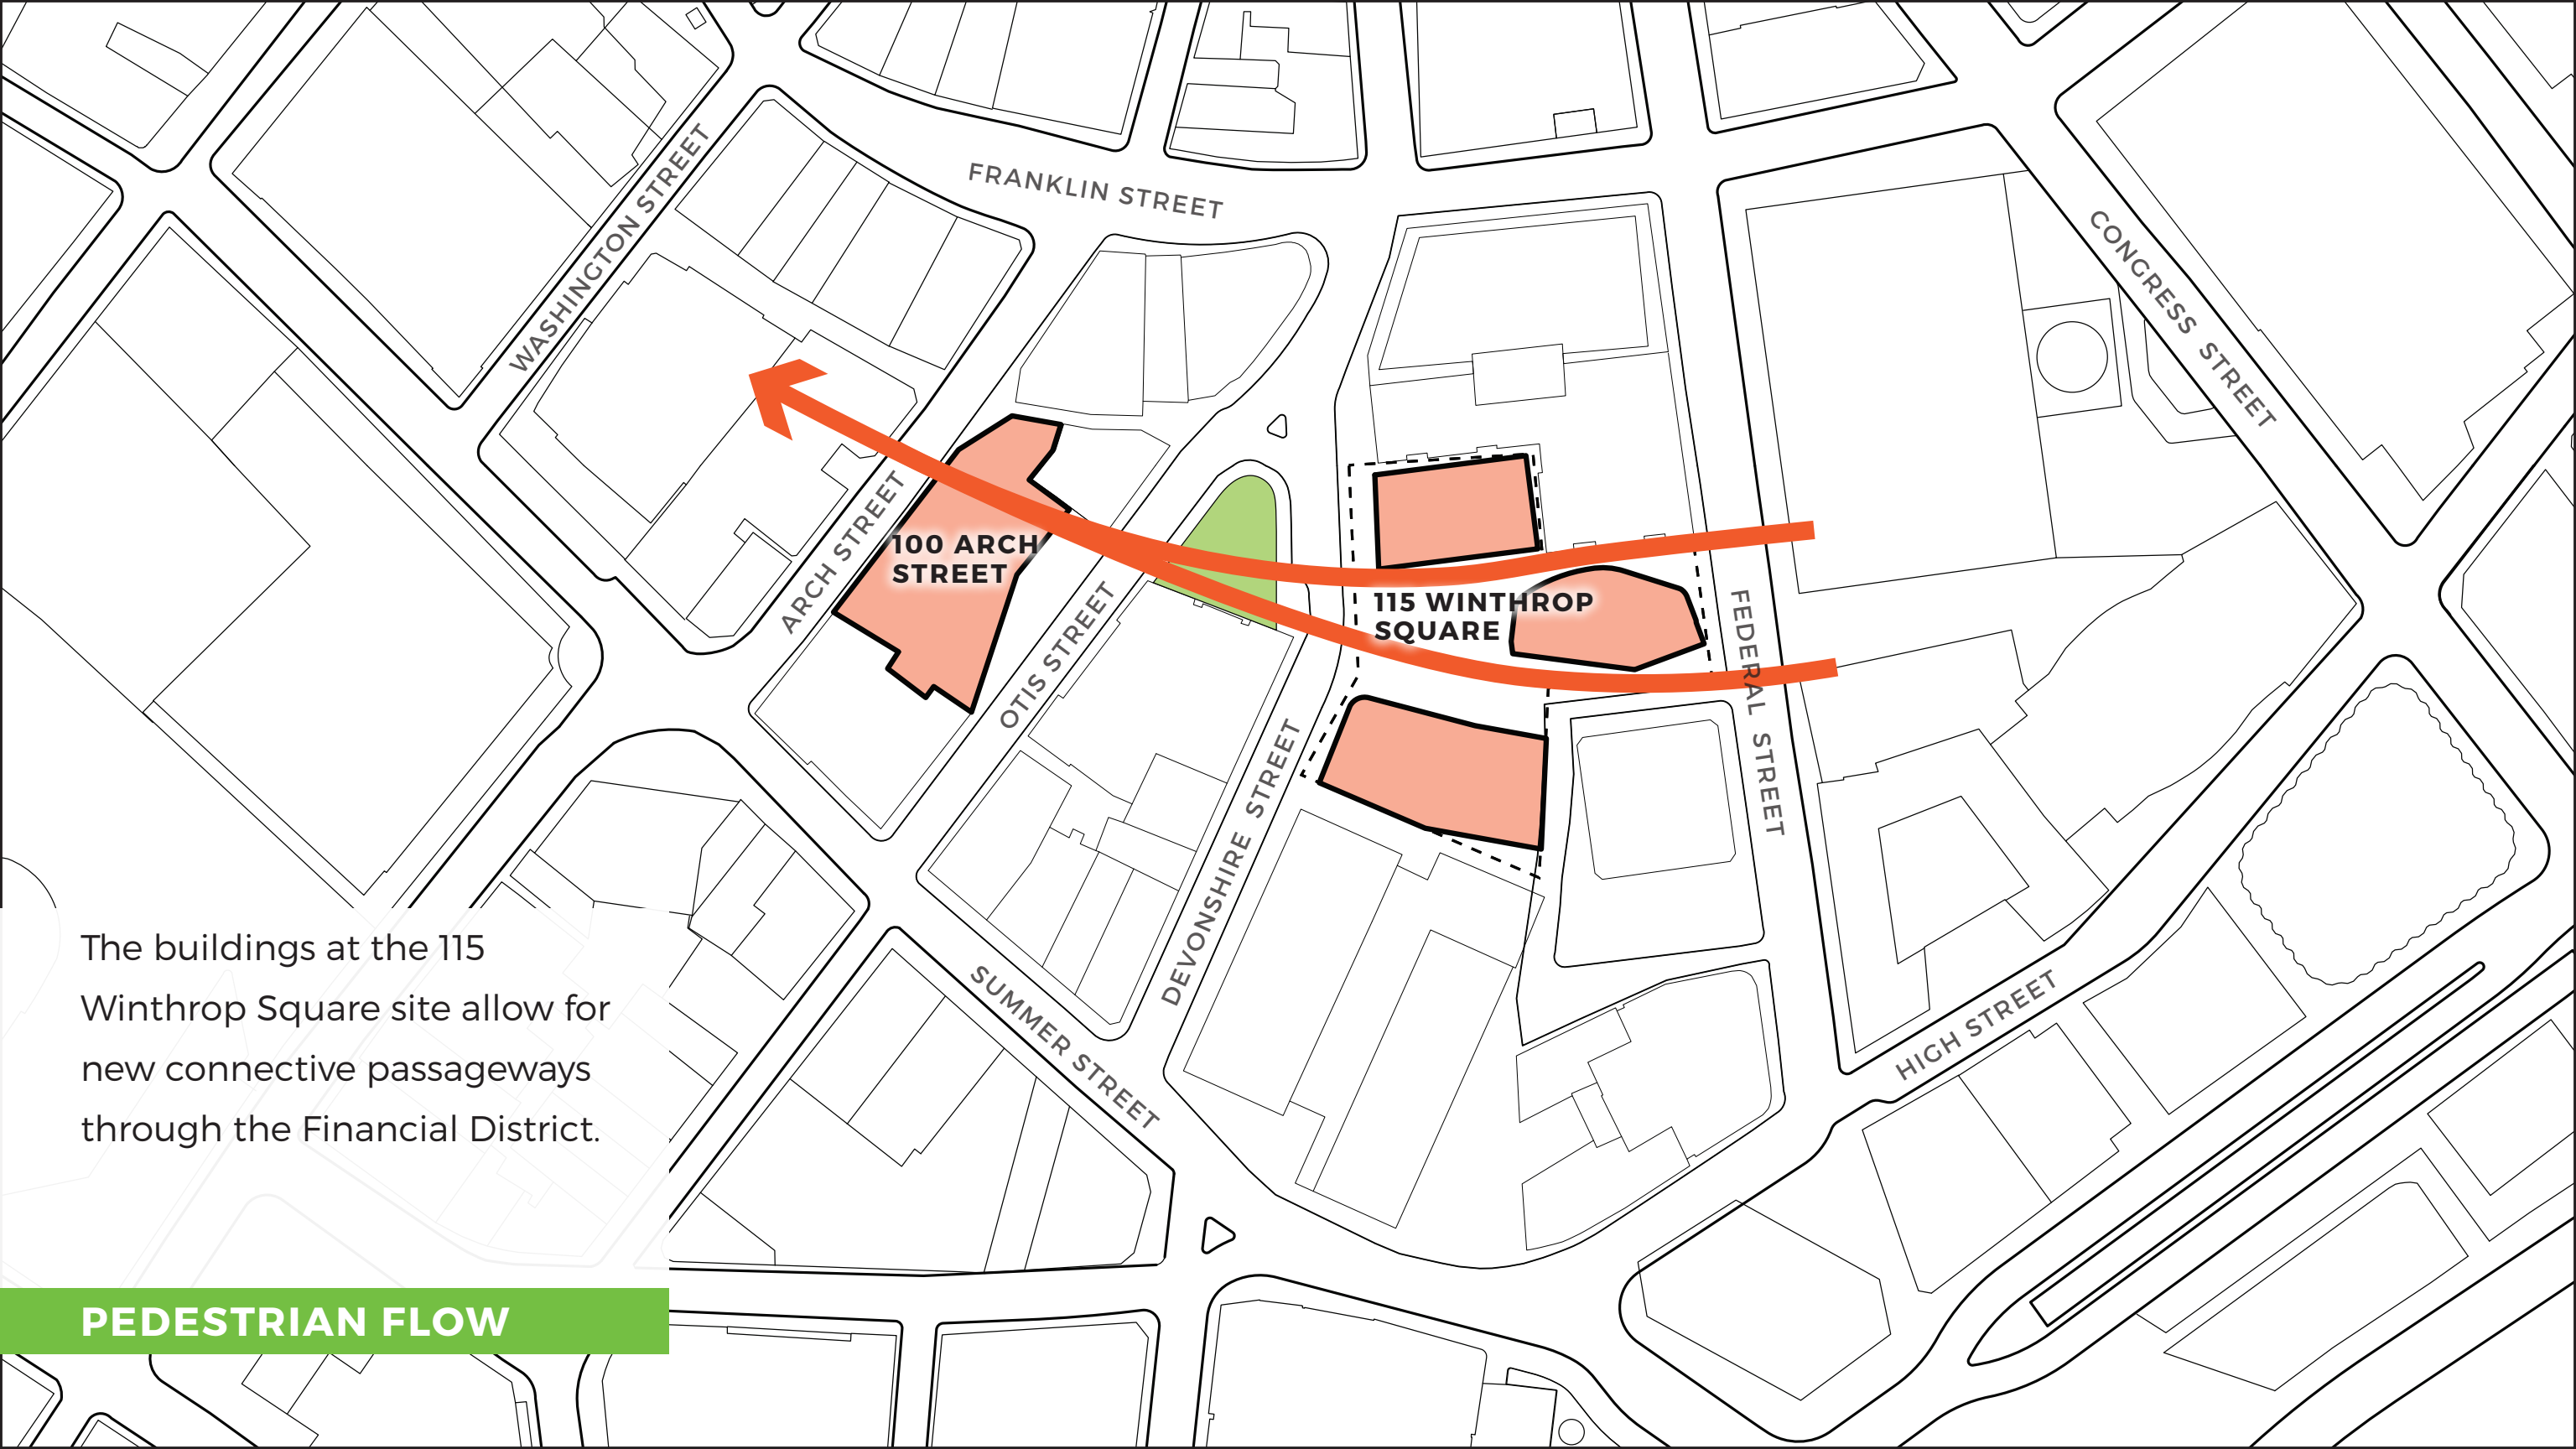 WASHINGTON STREET
FRANKLIN STREET
CONGRESS STREET
ARCH STREET
100 ARCH
STREET
OTIS STREET
115 WINTHROP
SQUARE
FEDERAL STREET
DEVONSHIRE STREET
SUMMER STREET
HIGH STREET
The buildings at the 115
Winthrop Square site allow for
new connective passageways
through the Financial District.
PEDESTRIAN FLOW